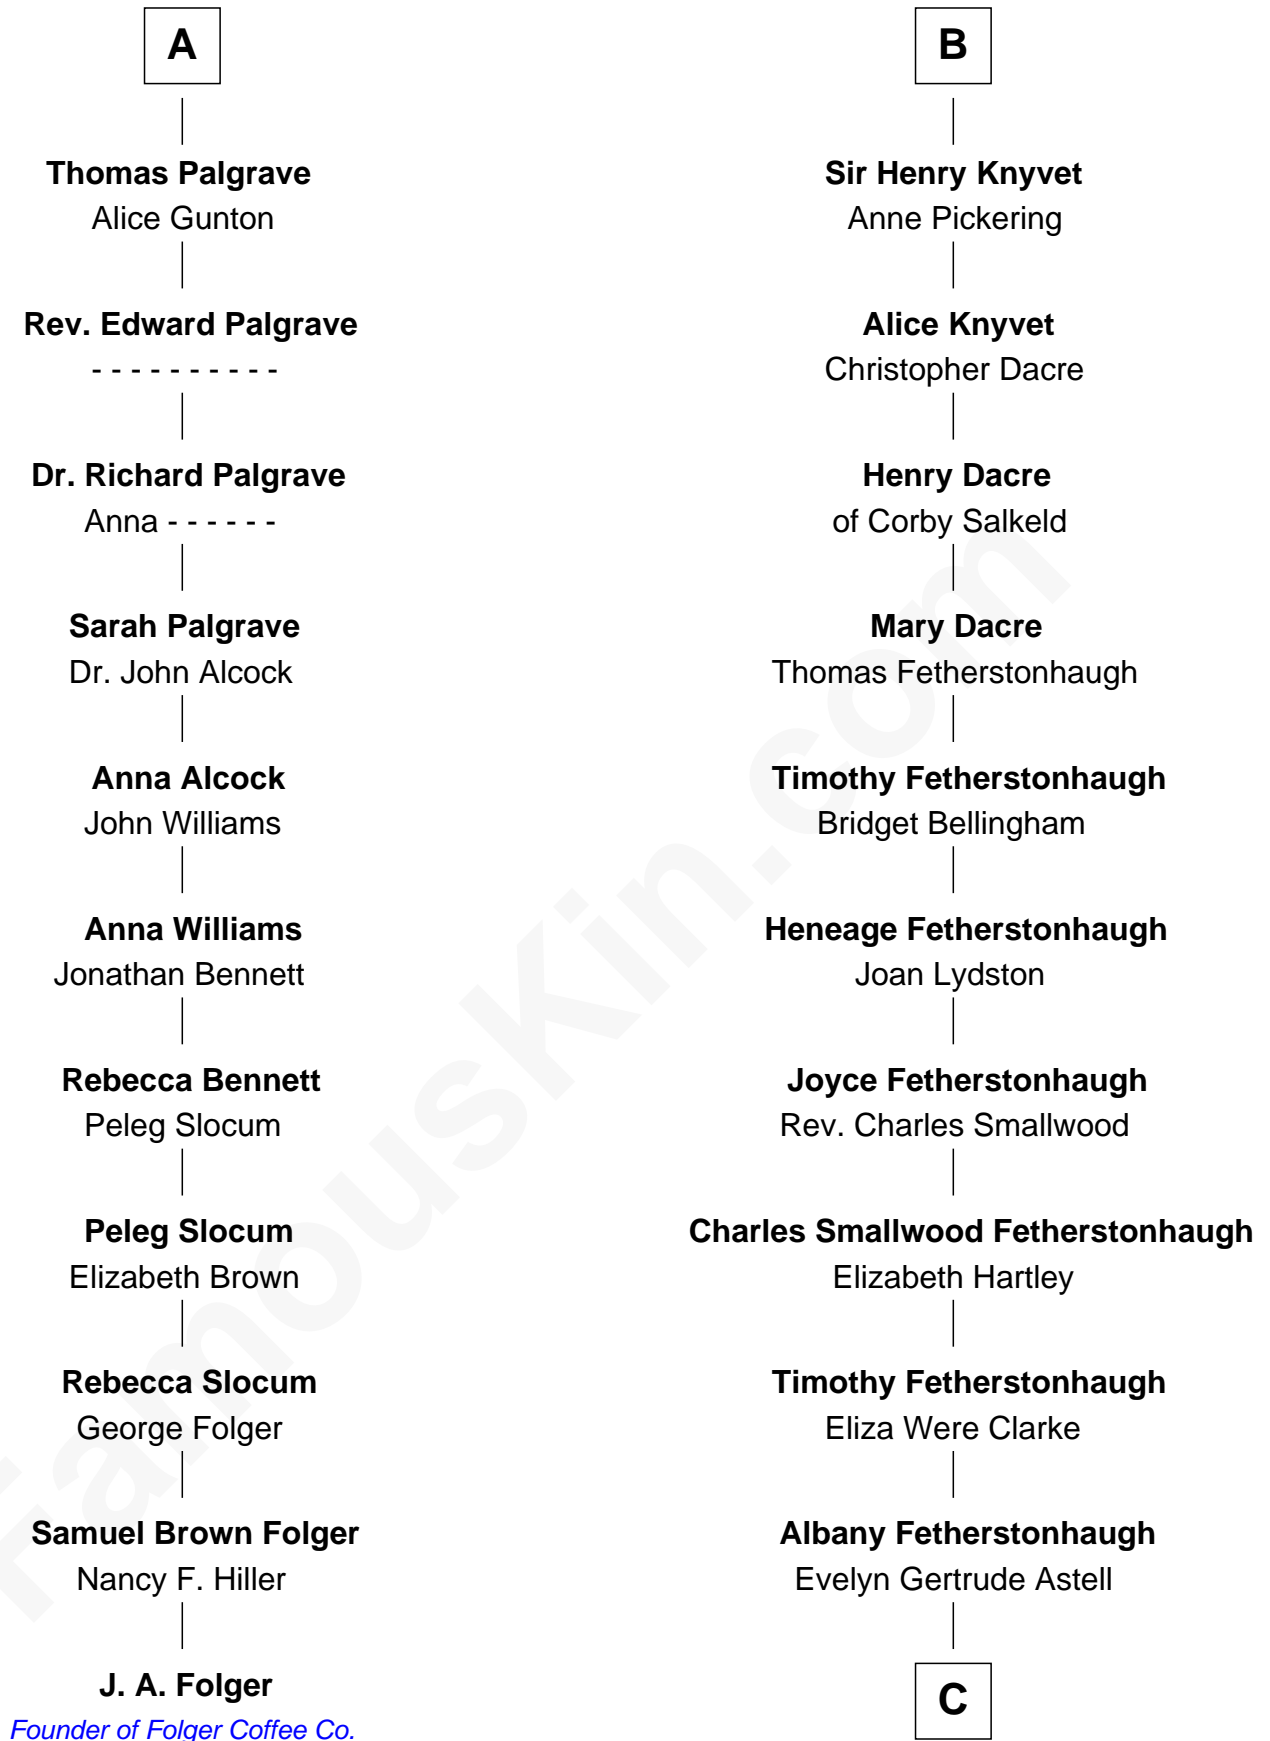 A
Thomas Palgrave
Alice Gunton
Rev. Edward Palgrave
- - - - - - - - - -
Dr. Richard Palgrave
Anna - - - - - -
Sarah Palgrave
Dr. John Alcock
Anna Alcock
John Williams
Anna Williams
Jonathan Bennett
Rebecca Bennett
Peleg Slocum
Peleg Slocum
Elizabeth Brown
Rebecca Slocum
George Folger
Samuel Brown Folger
Nancy F. Hiller
J. A. Folger
Founder of Folger Coffee Co.
B
Sir Henry Knyvet
Anne Pickering
Alice Knyvet
Christopher Dacre
Henry Dacre
of Corby Salkeld
Mary Dacre
Thomas Fetherstonhaugh
Timothy Fetherstonhaugh
Bridget Bellingham
Heneage Fetherstonhaugh
Joan Lydston
Joyce Fetherstonhaugh
Rev. Charles Smallwood
Charles Smallwood Fetherstonhaugh
Elizabeth Hartley
Timothy Fetherstonhaugh
Eliza Were Clarke
Albany Fetherstonhaugh
Evelyn Gertrude Astell
C
FamousKin.com